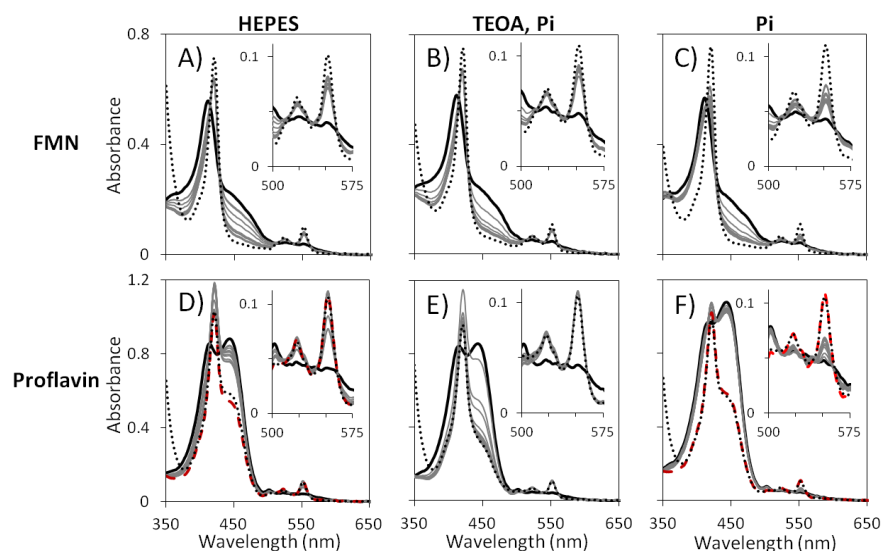 HEPES TEOA, Pi Pi
FMN
Absorbance
0.8
0.4
0
A)
0.1
0
500 575
B)
0.1
0
500 575
C)
0.1
0
500 575
Proflavin
Absorbance
1.2
0.8
0.4
0
D)
0.1
0
500 575
E)
0.1
0
500 575
F)
0.1
0
500 575
350 450 550 650 350 450 550 650 350 450 550 650
Wavelength (nm) Wavelength (nm) Wavelength (nm)